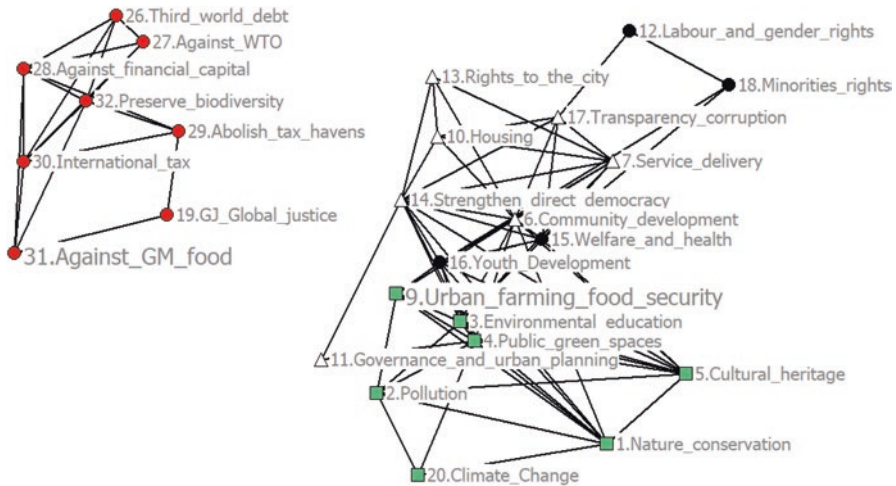 26.Third_world_debt
27.Against_WTO
28.Against_financial_capital
32.Preserve_biodiversity
29.Abolish_tax_havens
30.International_tax
19.GJ_Global_justice
31.Against_GM_food
12.Labour_and_gender_rights
13.Rights_to_the_city
18.Minorities_rights
17.Transparency_corruption
10.Housing
7.Service_delivery
14.Strengthen_direct_democracy
6.Community_development
15.Welfare_and_health
16.Youth_Development
9.Urban_farming_food_security
3.Environmental_education
4.Public_green_spaces
11.Governance_and_urban_planning
5.Cultural_heritage
2.Pollution
1.Nature_conservation
20.Climate_Change